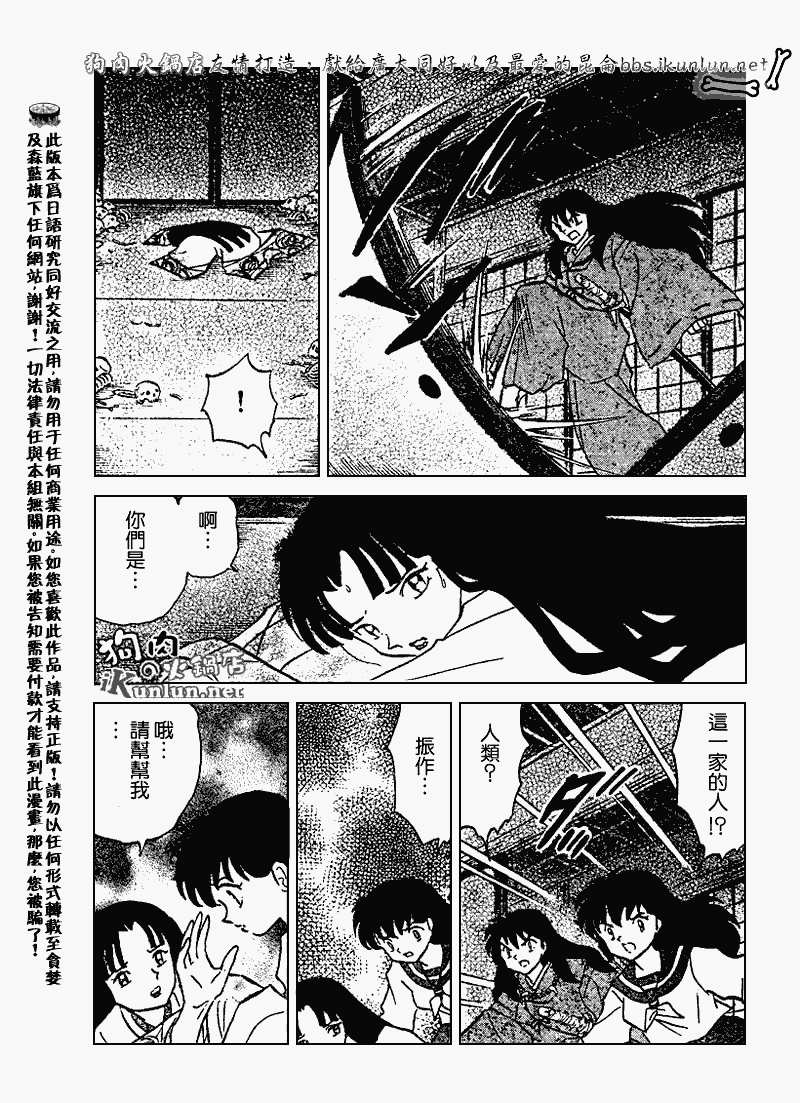 狗肉火鍋店友情打造，獻給廣大同好以及最愛的昆侖bbs.ikunlun.net
此版本爲日語研究同好交流之用，請勿用于任何商業用途。如您喜歡此作品，請支持正版！請勿以任何形式轉載至貪婪
及森藍旗下任何網站，謝謝！一切法律責任與本組無關。如果您被告知需要付款才能看到此漫畫，那麼，您被騙了！
！
啊…
你們是…
狗肉
の火鍋店
iKunlun.net
這一家的人!?
人類？
振作…
哦…
請幫幫我
…